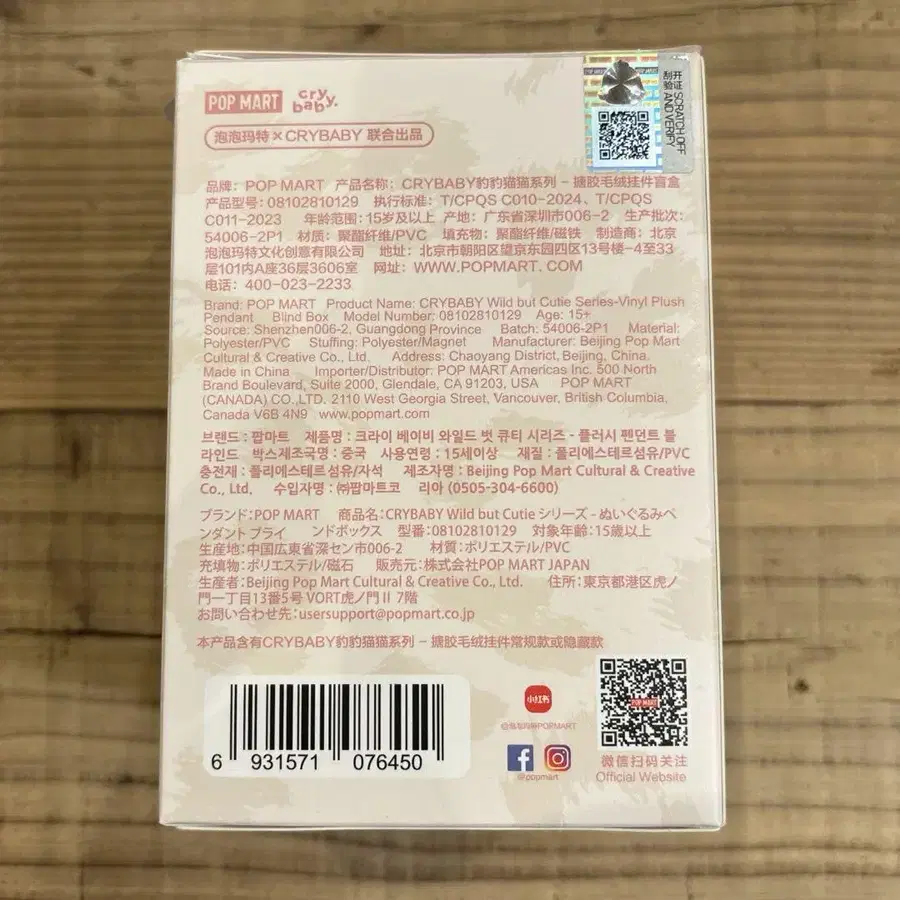 POP MART cry baby.
泡泡玛特×CRYBABY 联合出品
POP MART
刮开验证 SCRATCH OFF AND VERIFY
品牌：POP MART 产品名称：CRYBABY豹豹猫猫系列 – 搪胶毛绒挂件盲盒
产品型号：08102810129 执行标准：T/CPQS C010-2024、T/CPQS
C011-2023 年龄范围：15岁及以上 产地：广东省深圳市006-2 生产批次：
54006-2P1 材质：聚酯纤维/PVC 填充物：聚酯纤维/磁铁 制造商：北京
泡泡玛特文化创意有限公司 地址：北京市朝阳区望京东园四区13号楼-4至33
层101内A座36层3606室 网址：WWW.POPMART. COM
电话：400-023-2233
Brand: POP MART Product Name: CRYBABY Wild but Cutie Series-Vinyl Plush
Pendant Blind Box Model Number: 08102810129 Age: 15+
Source: Shenzhen006-2, Guangdong Province Batch: 54006-2P1 Material:
Polyester/PVC Stuffing: Polyester/Magnet Manufacturer: Beijing Pop Mart
Cultural & Creative Co., Ltd. Address: Chaoyang District, Beijing, China.
Made in China Importer/Distributor: POP MART Americas Inc. 500 North
Brand Boulevard, Suite 2000, Glendale, CA 91203, USA POP MART
(CANADA) CO.,LTD. 2110 West Georgia Street, Vancouver, British Columbia,
Canada V6B 4N9 www.popmart.com
브랜드 : 팝마트 제품명 : 크라이 베이비 와일드 벗 큐티 시리즈 - 플러시 펜던트 블
라인드 박스제조국명 : 중국 사용연령 : 15세이상 재질 : 폴리에스테르섬유/PVC
충전재 : 폴리에스테르섬유/자석 제조자명 : Beijing Pop Mart Cultural & Creative
Co., Ltd. 수입자명 : ㈜팝마트코 리아 (0505-304-6600)
ブランド：POP MART 商品名：CRYBABY Wild but Cutie シリーズ - ぬいぐるみペ
ンダント ブライ ンドボックス 型番：08102810129 対象年齢：15歳以上
生産地：中国広東省深セン市006-2 材質：ポリエステル/PVC
充填物：ポリエステル/磁石 販売元：株式会社POP MART JAPAN
生産者：Beijing Pop Mart Cultural & Creative Co., Ltd. 住所：東京都港区虎ノ
門一丁目13番5号 VORT虎ノ門Ⅱ 7階
お問い合わせ先：usersupport@popmart.co.jp
本产品含有CRYBABY豹豹猫猫系列 – 搪胶毛绒挂件常规款或隐藏款
6 931571 076450
小红书
@泡泡玛特POPMART
@popmart
POP MART
微信扫码关注
Official Website